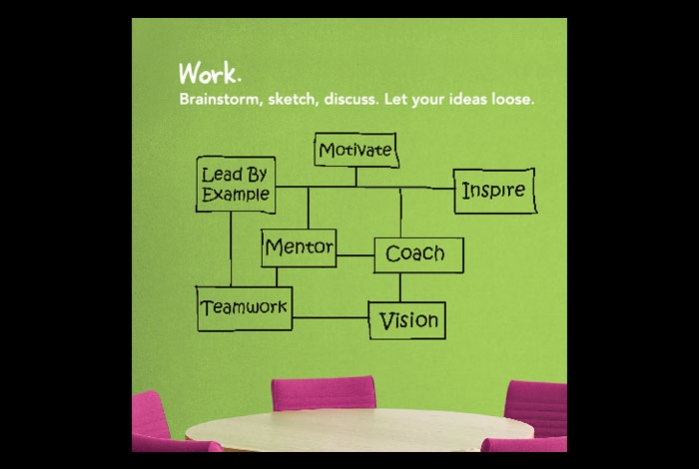 Work.
Brainstorm, sketch, discuss. Let your ideas loose.
Motivate
Lead By
Example
Inspire
Mentor
Coach
Teamwork
Vision